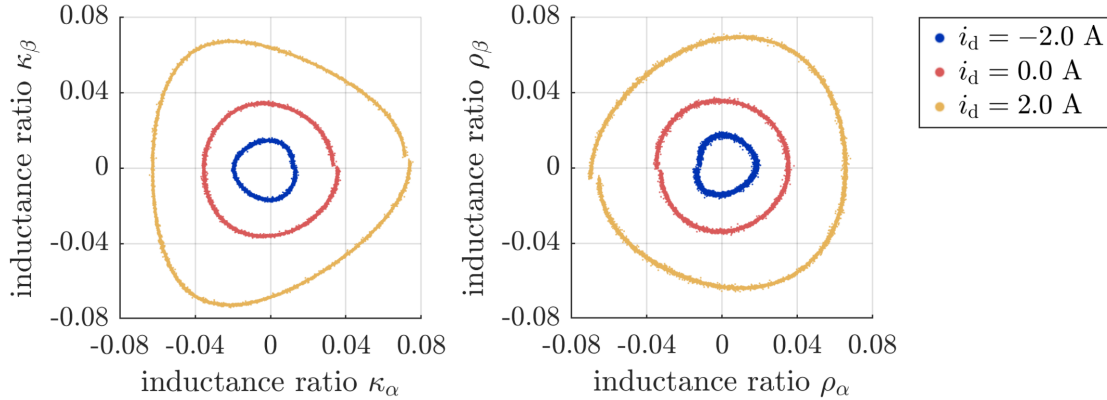 inductance ratio κβ
0.08
0.04
0
-0.04
-0.08
-0.08 -0.04 0 0.04 0.08
inductance ratio κα
inductance ratio ρβ
0.08
0.04
0
-0.04
-0.08
-0.08 -0.04 0 0.04 0.08
inductance ratio ρα
id = −2.0 A
id = 0.0 A
id = 2.0 A